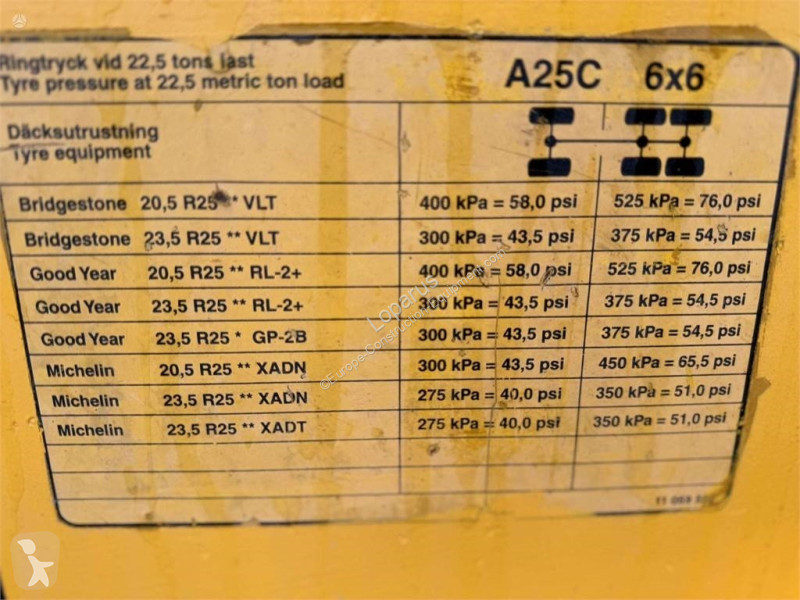 Ringtryck vid 22,5 tons last
Tyre pressure at 22,5 metric ton load
A25C 6x6
Däcksutrustning
Tyre equipment
Bridgestone 20,5 R25 ** VLT 400 kPa = 58,0 psi 525 kPa = 76,0 psi
Bridgestone 23,5 R25 ** VLT 300 kPa = 43,5 psi 375 kPa = 54,5 psi
Good Year 20,5 R25 ** RL-2+ 400 kPa = 58,0 psi 525 kPa = 76,0 psi
Good Year 23,5 R25 ** RL-2+ 300 kPa = 43,5 psi 375 kPa = 54,5 psi
Good Year 23,5 R25 * GP-2B 300 kPa = 43,5 psi 375 kPa = 54,5 psi
Michelin 20,5 R25 ** XADN 300 kPa = 43,5 psi 450 kPa = 65,5 psi
Michelin 23,5 R25 ** XADN 275 kPa = 40,0 psi 350 kPa = 51,0 psi
Michelin 23,5 R25 ** XADT 275 kPa = 40,0 psi 350 kPa = 51,0 psi
Loparus
©Europe-Construction-Equipment.com